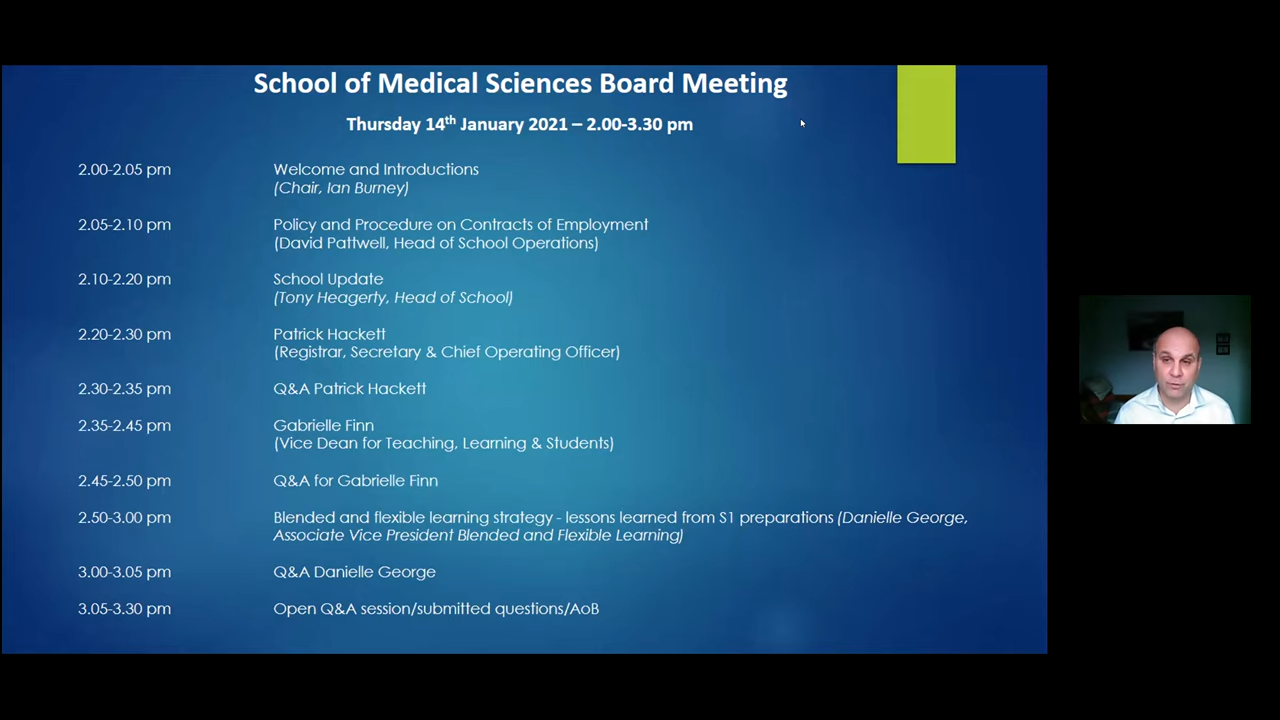 School of Medical Sciences Board Meeting
Thursday 14th January 2021 – 2.00-3.30 pm
2.00-2.05 pm Welcome and Introductions
(Chair, Ian Burney)
2.05-2.10 pm Policy and Procedure on Contracts of Employment
(David Pattwell, Head of School Operations)
2.10-2.20 pm School Update
(Tony Heagerty, Head of School)
2.20-2.30 pm Patrick Hackett
(Registrar, Secretary & Chief Operating Officer)
2.30-2.35 pm Q&A Patrick Hackett
2.35-2.45 pm Gabrielle Finn
(Vice Dean for Teaching, Learning & Students)
2.45-2.50 pm Q&A for Gabrielle Finn
2.50-3.00 pm Blended and flexible learning strategy - lessons learned from S1 preparations (Danielle George,
Associate Vice President Blended and Flexible Learning)
3.00-3.05 pm Q&A Danielle George
3.05-3.30 pm Open Q&A session/submitted questions/AoB